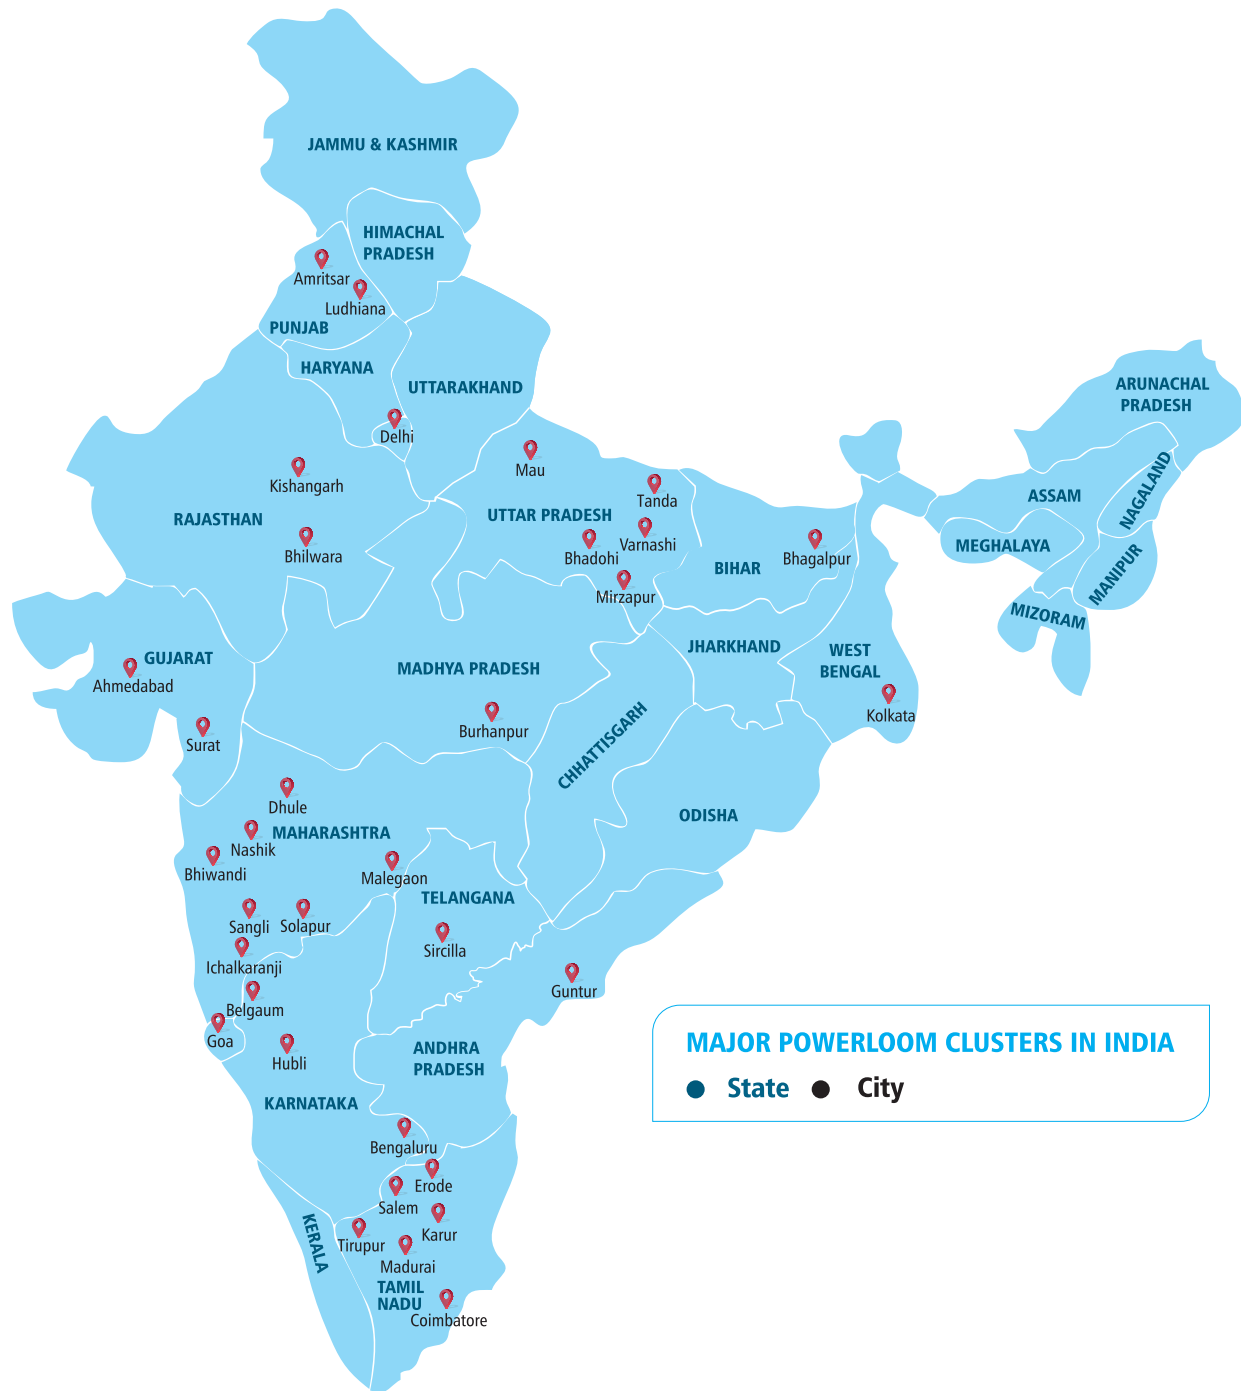 JAMMU & KASHMIR
HIMACHAL
PRADESH
Amritsar
Ludhiana
PUNJAB
HARYANA
UTTARAKHAND
ARUNACHAL
PRADESH
Delhi
Mau
Kishangarh
Tanda
NAGALAND
ASSAM
RAJASTHAN
UTTAR PRADESH
Varnashi
MEGHALAYA
Bhilwara
Bhadohi
Bhagalpur
BIHAR
MANIPUR
Mirzapur
MIZORAM
JHARKHAND
WEST
BENGAL
GUJARAT
MADHYA PRADESH
Ahmedabad
Kolkata
Burhanpur
Surat
CHHATTISGARH
Dhule
ODISHA
MAHARASHTRA
Nashik
Bhiwandi
Malegaon
TELANGANA
Sangli
Solapur
Sircilla
Ichalkaranji
Guntur
Belgaum
Goa
Hubli
ANDHRA
PRADESH
MAJOR POWERLOOM CLUSTERS IN INDIA
State
City
KARNATAKA
Bengaluru
Erode
Salem
Karur
KERALA
Tirupur
Madurai
TAMIL
NADU
Coimbatore